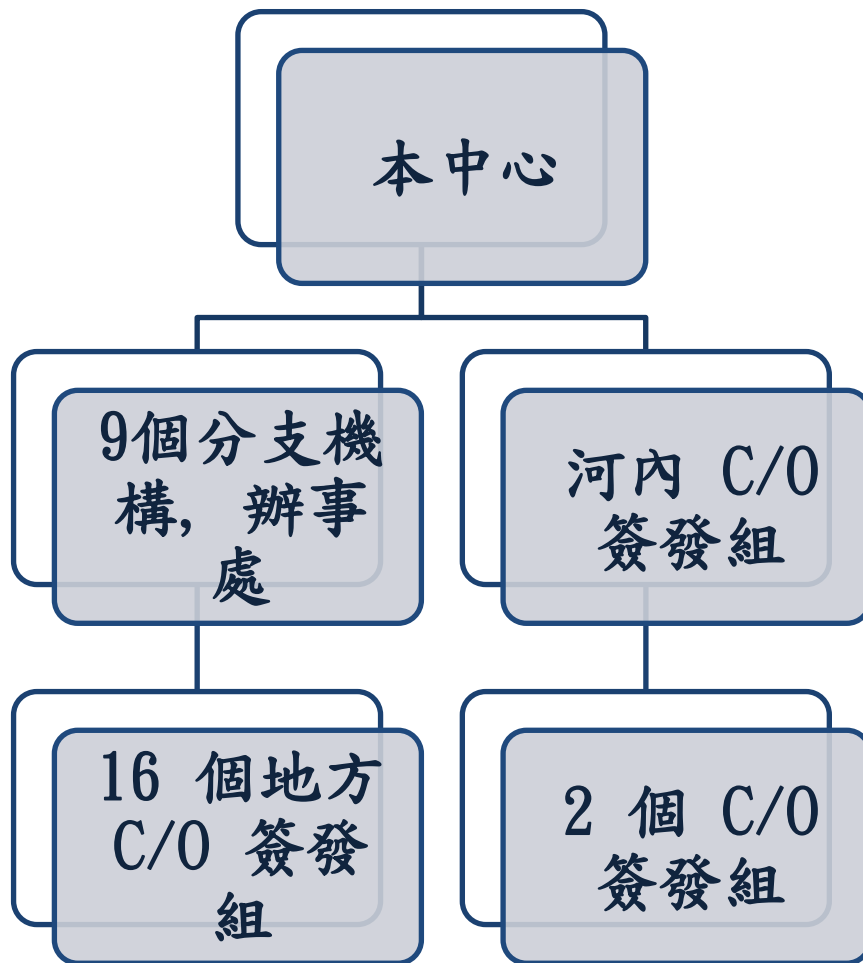 本中心
9個分支機
構, 辦事
處
河內 C/O
簽發組
16 個地方
C/O 簽發
組
2 個 C/O
簽發組